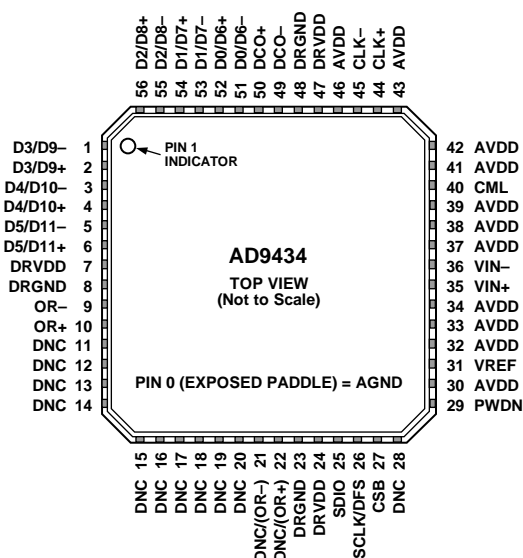 56 D2/D8+
55 D2/D8–
54 D1/D7+
53 D1/D7–
52 D0/D6+
51 D0/D6–
50 DCO+
49 DCO–
48 DRGND
47 DRVDD
46 AVDD
45 CLK–
44 CLK+
43 AVDD
D3/D9– 1
D3/D9+ 2
D4/D10– 3
D4/D10+ 4
D5/D11– 5
D5/D11+ 6
DRVDD 7
DRGND 8
OR– 9
OR+ 10
DNC 11
DNC 12
DNC 13
DNC 14
PIN 1
INDICATOR
AD9434
TOP VIEW
(Not to Scale)
PIN 0 (EXPOSED PADDLE) = AGND
42 AVDD
41 AVDD
40 CML
39 AVDD
38 AVDD
37 AVDD
36 VIN–
35 VIN+
34 AVDD
33 AVDD
32 AVDD
31 VREF
30 AVDD
29 PWDN
DNC 15
DNC 16
DNC 17
DNC 18
DNC 19
DNC 20
DNC/(OR–) 21
DNC/(OR+) 22
DRGND 23
DRVDD 24
SDIO 25
SCLK/DFS 26
CSB 27
DNC 28